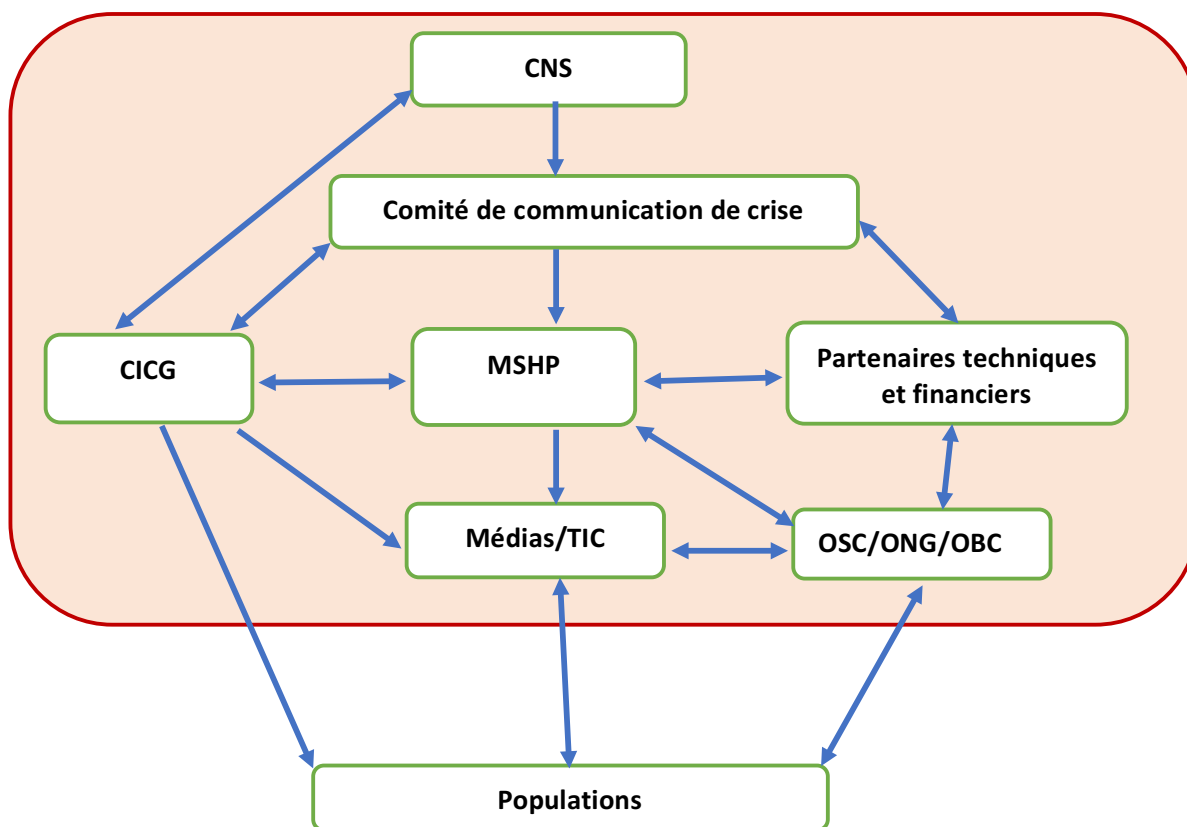 CNS
Comité de communication de crise
CICG
MSHP
Partenaires techniques
et financiers
Médias/TIC
OSC/ONG/OBC
Populations